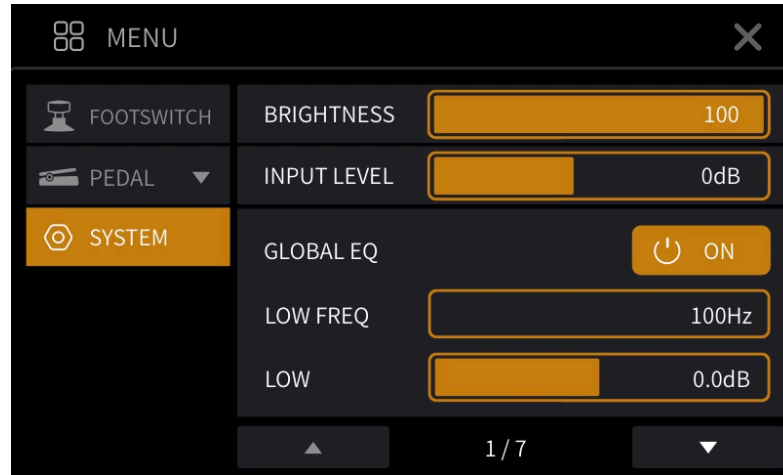 MENU
FOOTSWITCH
PEDAL
SYSTEM
BRIGHTNESS 100
INPUT LEVEL 0dB
GLOBAL EQ ON
LOW FREQ 100Hz
LOW 0.0dB
1/7